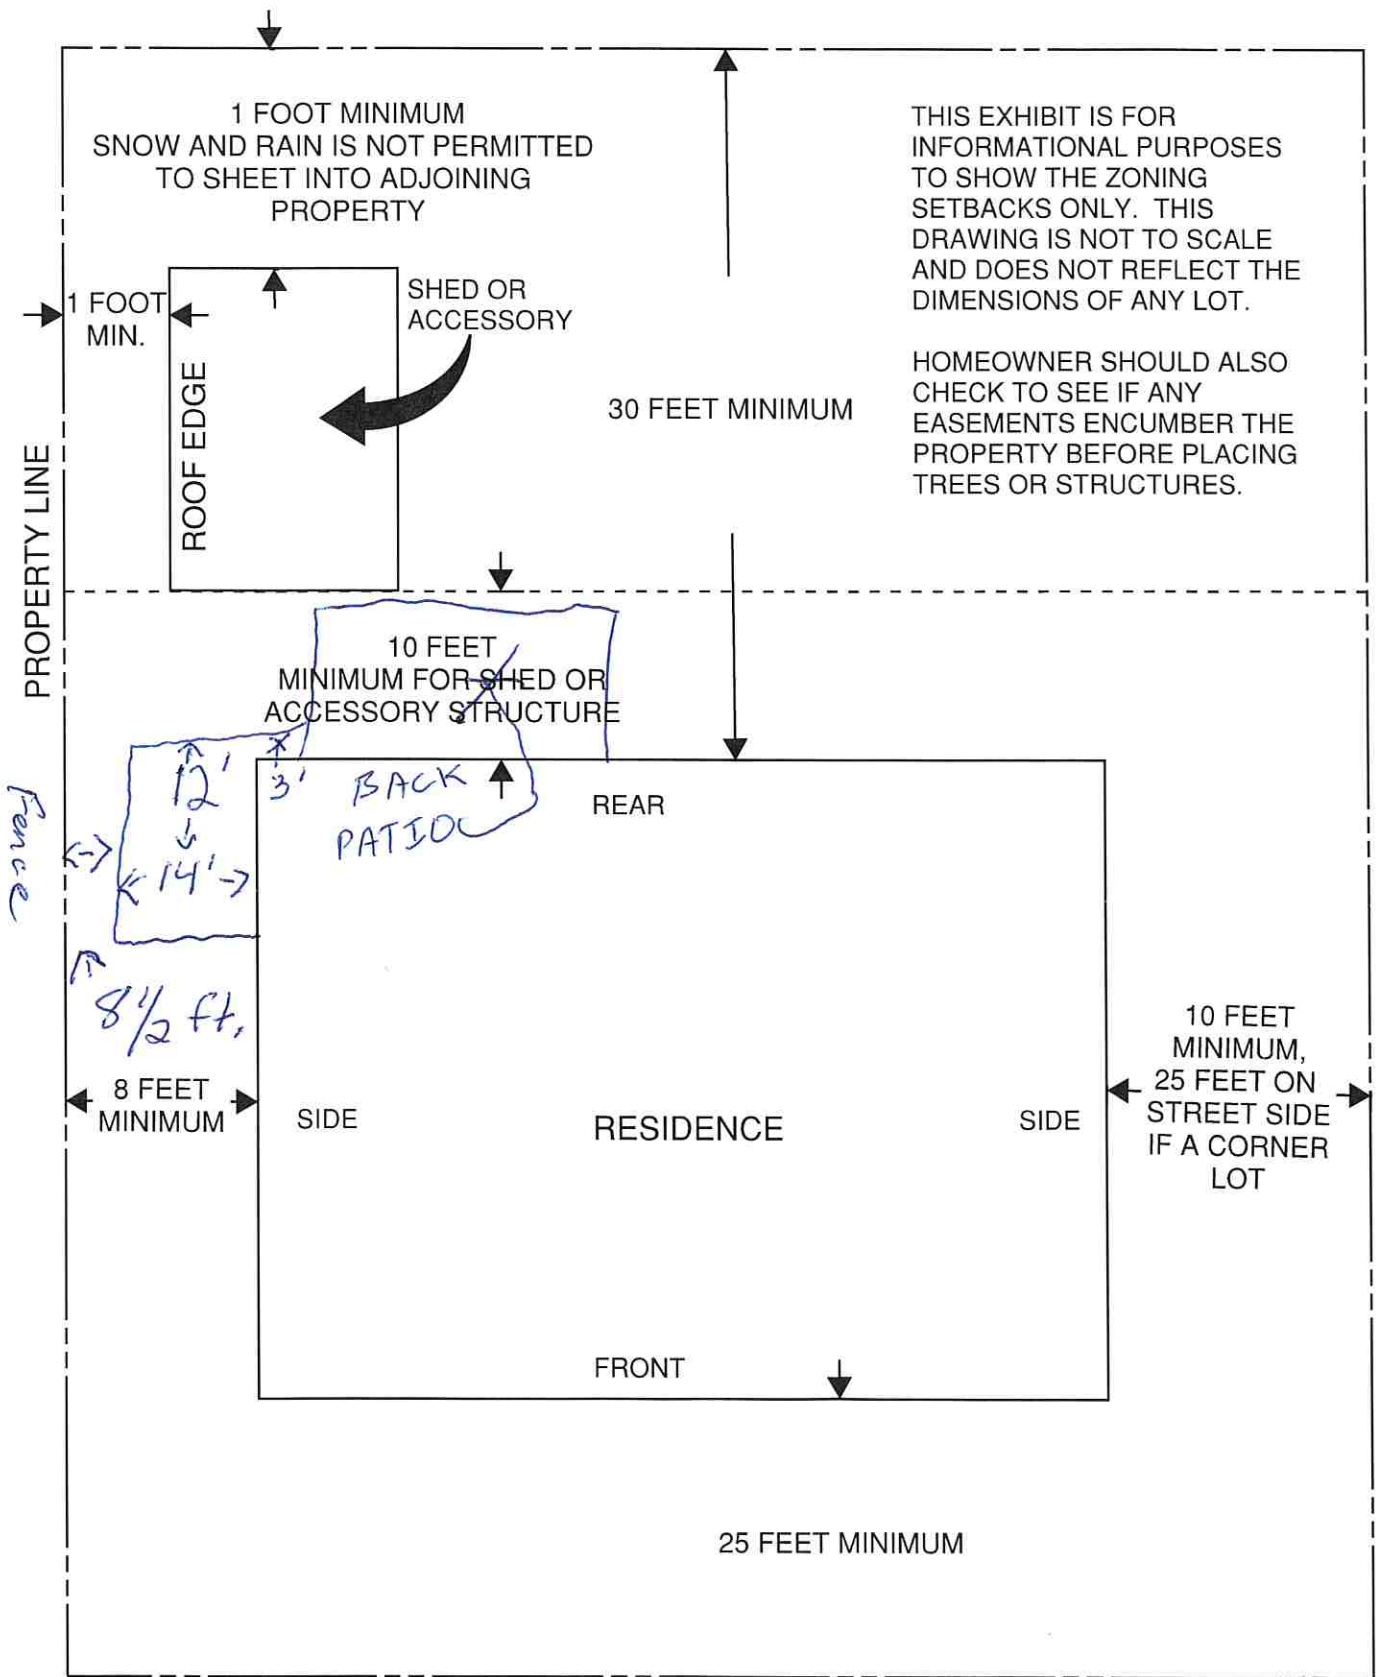 1 FOOT MINIMUM
SNOW AND RAIN IS NOT PERMITTED
TO SHEET INTO ADJOINING
PROPERTY
THIS EXHIBIT IS FOR
INFORMATIONAL PURPOSES
TO SHOW THE ZONING
SETBACKS ONLY. THIS
DRAWING IS NOT TO SCALE
AND DOES NOT REFLECT THE
DIMENSIONS OF ANY LOT.
HOMEOWNER SHOULD ALSO
CHECK TO SEE IF ANY
EASEMENTS ENCUMBER THE
PROPERTY BEFORE PLACING
TREES OR STRUCTURES.
1 FOOT
MIN.
SHED OR
ACCESSORY
ROOF EDGE
30 FEET MINIMUM
PROPERTY LINE
10 FEET
MINIMUM FOR SHED OR
ACCESSORY STRUCTURE
12'
3'
BACK
PATIO
REAR
Fence
14'
8 1/2 ft.
8 FEET
MINIMUM
SIDE
RESIDENCE
SIDE
10 FEET
MINIMUM,
25 FEET ON
STREET SIDE
IF A CORNER
LOT
FRONT
25 FEET MINIMUM